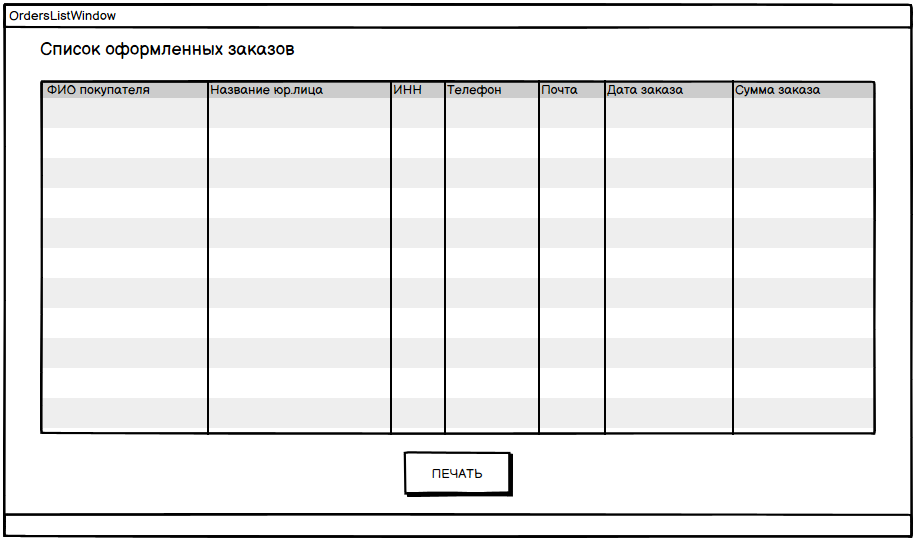 OrdersListWindow
Список оформленных заказов
ФИО покупателя Название юр.лица ИНН Телефон Почта Дата заказа Сумма заказа
ПЕЧАТЬ